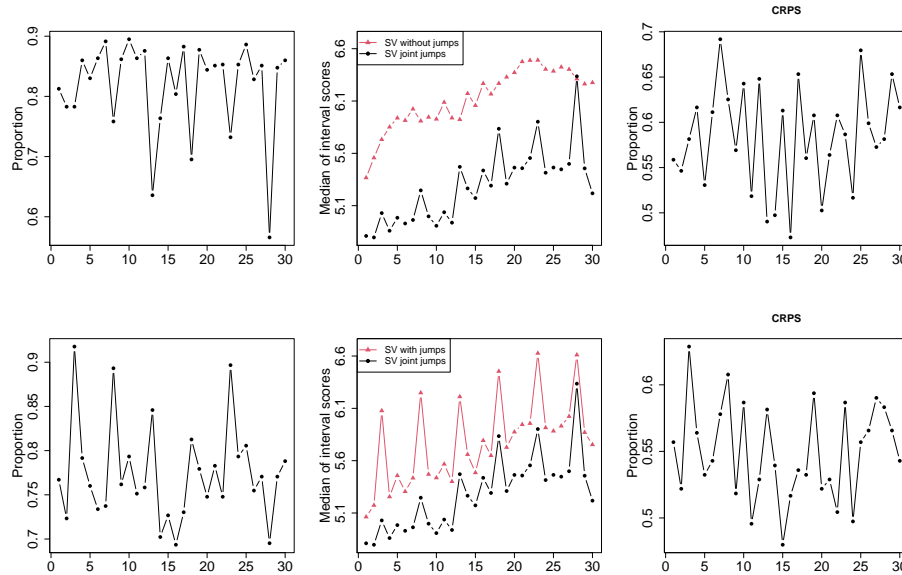 CRPS
Proportion
0.6 0.7 0.8 0.9
0 5 10 15 20 25 30
Median of interval scores
5.1 5.6 6.1 6.6
SV without jumps
SV joint jumps
0 5 10 15 20 25 30
Proportion
0.5 0.55 0.6 0.65 0.7
0 5 10 15 20 25 30
CRPS
Proportion
0.7 0.75 0.8 0.85 0.9
0 5 10 15 20 25 30
Median of interval scores
5.1 5.6 6.1 6.6
SV with jumps
SV joint jumps
0 5 10 15 20 25 30
Proportion
0.5 0.55 0.6
0 5 10 15 20 25 30